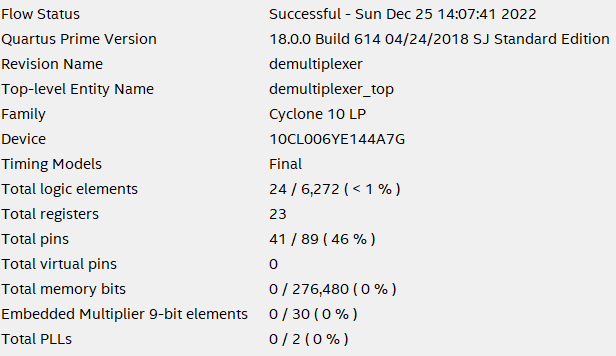 Flow Status Successful - Sun Dec 25 14:07:41 2022
Quartus Prime Version 18.0.0 Build 614 04/24/2018 SJ Standard Edition
Revision Name demultiplexer
Top-level Entity Name demultiplexer_top
Family Cyclone 10 LP
Device 10CL006YE144A7G
Timing Models Final
Total logic elements 24 / 6,272 ( < 1 % )
Total registers 23
Total pins 41 / 89 ( 46 % )
Total virtual pins 0
Total memory bits 0 / 276,480 ( 0 % )
Embedded Multiplier 9-bit elements 0 / 30 ( 0 % )
Total PLLs 0 / 2 ( 0 % )